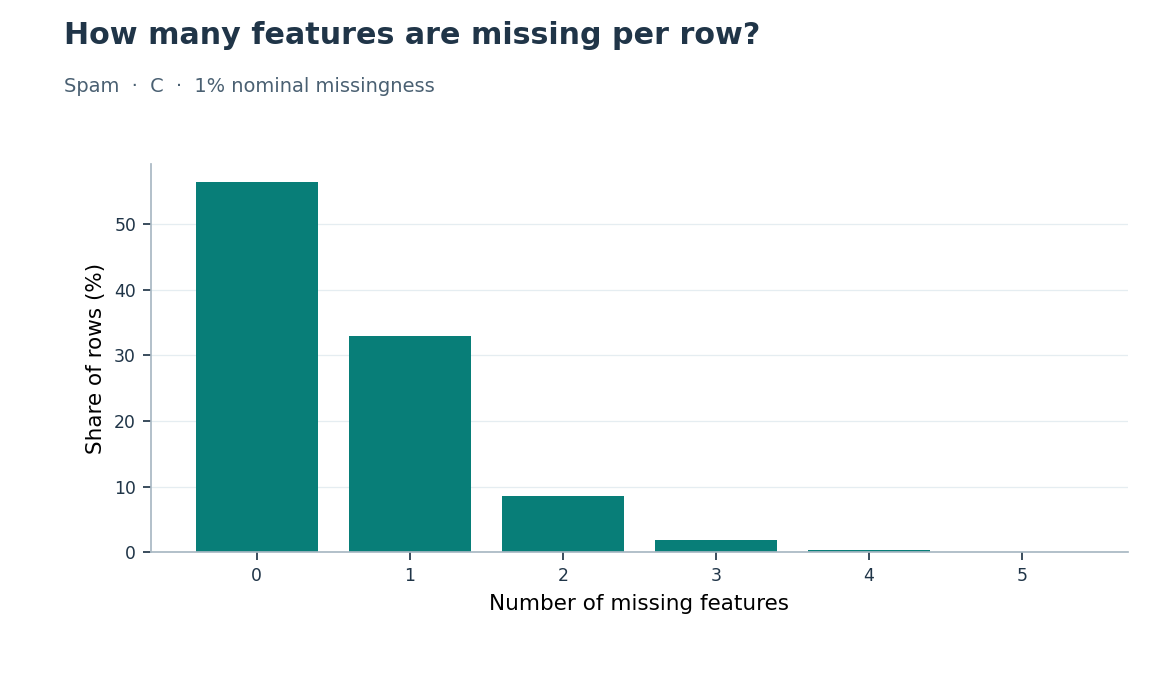 How many features are missing per row?
Spam · C · 1% nominal missingness
Share of rows (%)
50
40
30
20
10
0
0 1 2 3 4 5
Number of missing features